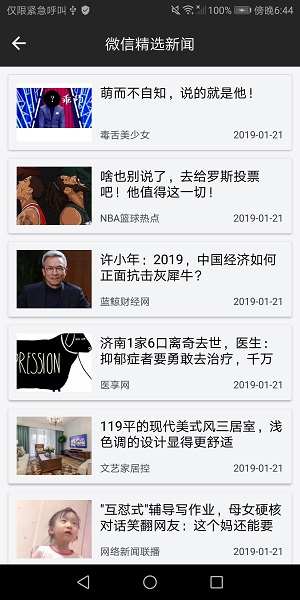 仅限紧急呼叫
100%
傍晚6:44
微信精选新闻
萌而不自知，说的就是他！
毒舌美少女
2019-01-21
啥也别说了，去给罗斯投票
吧！他值得这一切！
NBA篮球热点
2019-01-21
许小年：2019，中国经济如何
正面抗击灰犀牛？
蓝鲸财经网
2019-01-21
PRESSION
济南1家6口离奇去世，医生：
抑郁症者要勇敢去治疗，千万
医享网
2019-01-21
119平的现代美式风三居室，浅
色调的设计显得更舒适
文艺家居控
2019-01-21
"互怼式"辅导写作业，母女硬核
对话笑翻网友：这个妈还能要
网络新闻联播
2019-01-21